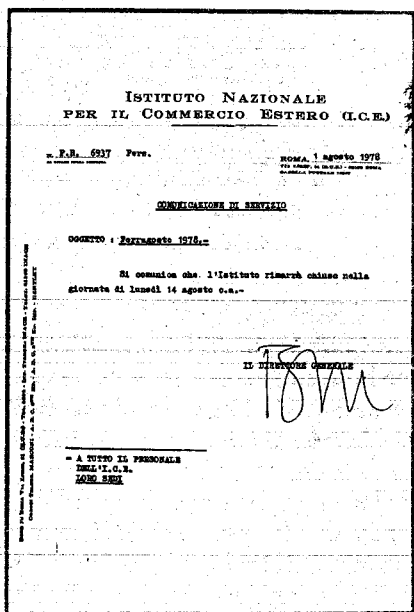 ISTITUTO NAZIONALE
PER IL COMMERCIO ESTERO (I.C.E.)
N. P.B. 6937 Pers.
ROMA, 1 agosto 1978
COMUNICAZIONE DI SERVIZIO
OGGETTO : Ferragosto 1978.-
Si comunica che l'Istituto rimarrà chiuso nella
giornata di lunedì 14 agosto c.a.-
IL DIRETTORE GENERALE
- A TUTTO IL PERSONALE
DELL'I.C.E.
LORO SEDI